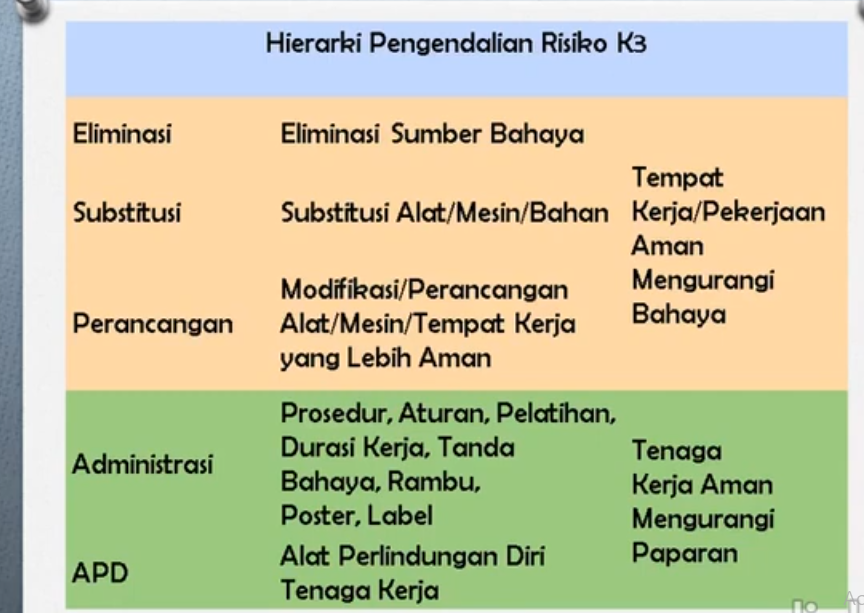 Hierarki Pengendalian Risiko K3
Eliminasi
Eliminasi Sumber Bahaya
Substitusi
Substitusi Alat/Mesin/Bahan
Perancangan
Modifikasi/Perancangan
Alat/Mesin/Tempat Kerja
yang Lebih Aman
Tempat
Kerja/Pekerjaan
Aman
Mengurangi
Bahaya
Administrasi
Prosedur, Aturan, Pelatihan,
Durasi Kerja, Tanda
Bahaya, Rambu,
Poster, Label
APD
Alat Perlindungan Diri
Tenaga Kerja
Tenaga
Kerja Aman
Mengurangi
Paparan